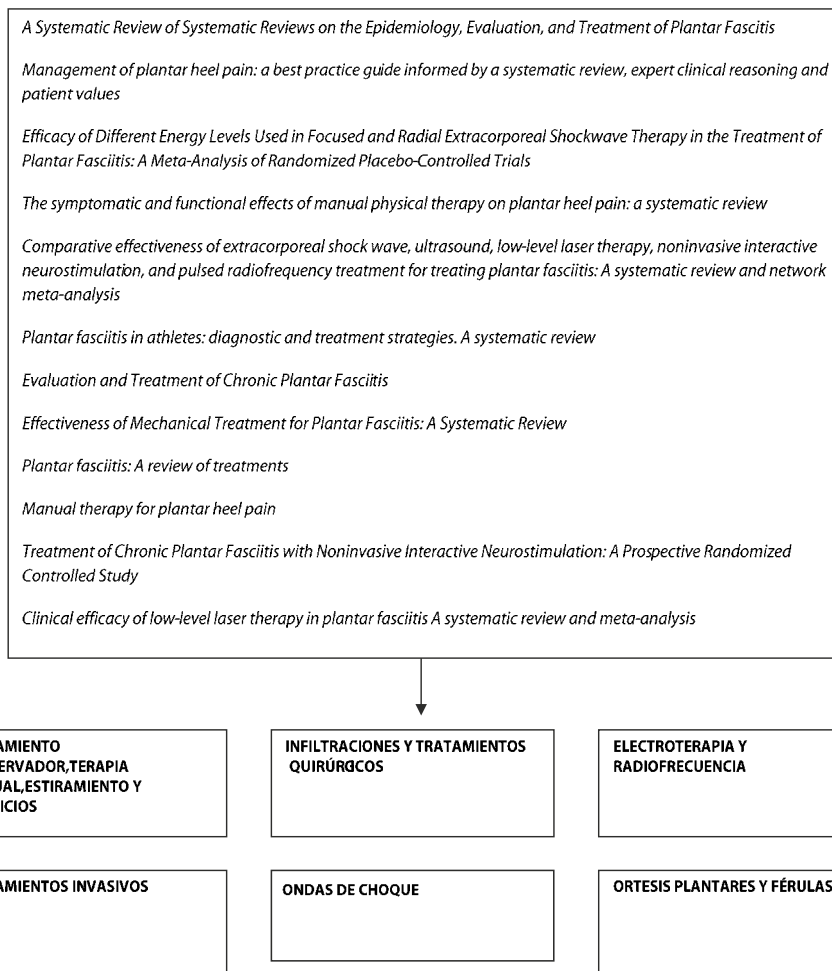 A Systematic Review of Systematic Reviews on the Epidemiology, Evaluation, and Treatment of Plantar Fascitis
Management of plantar heel pain: a best practice guide informed by a systematic review, expert clinical reasoning and
patient values
Efficacy of Different Energy Levels Used in Focused and Radial Extracorporeal Shockwave Therapy in the Treatment of
Plantar Fasciitis: A Meta-Analysis of Randomized Placebo-Controlled Trials
The symptomatic and functional effects of manual physical therapy on plantar heel pain: a systematic review
Comparative effectiveness of extracorporeal shock wave, ultrasound, low-level laser therapy, noninvasive interactive
neurostimulation, and pulsed radiofrequency treatment for treating plantar fasciitis: A systematic review and network
meta-analysis
Plantar fasciitis in athletes: diagnostic and treatment strategies. A systematic review
Evaluation and Treatment of Chronic Plantar Fasciitis
Effectiveness of Mechanical Treatment for Plantar Fasciitis: A Systematic Review
Plantar fasciitis: A review of treatments
Manual therapy for plantar heel pain
Treatment of Chronic Plantar Fasciitis with Noninvasive Interactive Neurostimulation: A Prospective Randomized
Controlled Study
Clinical efficacy of low-level laser therapy in plantar fasciitis A systematic review and meta-analysis
AMIENTO
ERVADOR,TERAPIA
UAL,ESTIRAMIENTO Y
ICIOS
INFILTRACIONES Y TRATAMIENTOS
QUIRÚRGICOS
ELECTROTERAPIA Y
RADIOFRECUENCIA
AMIENTOS INVASIVOS
ONDAS DE CHOQUE
ORTESIS PLANTARES Y FÉRULAS